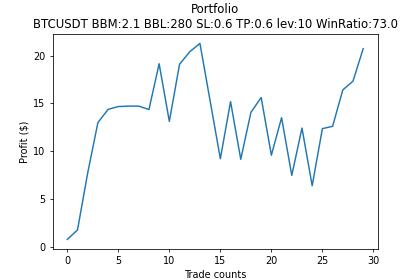 Portfolio
BTCUSDT BBM:2.1 BBL:280 SL:0.6 TP:0.6 lev:10 WinRatio:73.0
20
15
10
5
0
Profit ($)
0 5 10 15 20 25 30
Trade counts